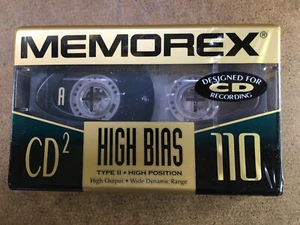 MEMOREX®
DESIGNED FOR
CD
RECORDING
A
CD²
HIGH BIAS
110
TYPE II • HIGH POSITION
High Output • Wide Dynamic Range